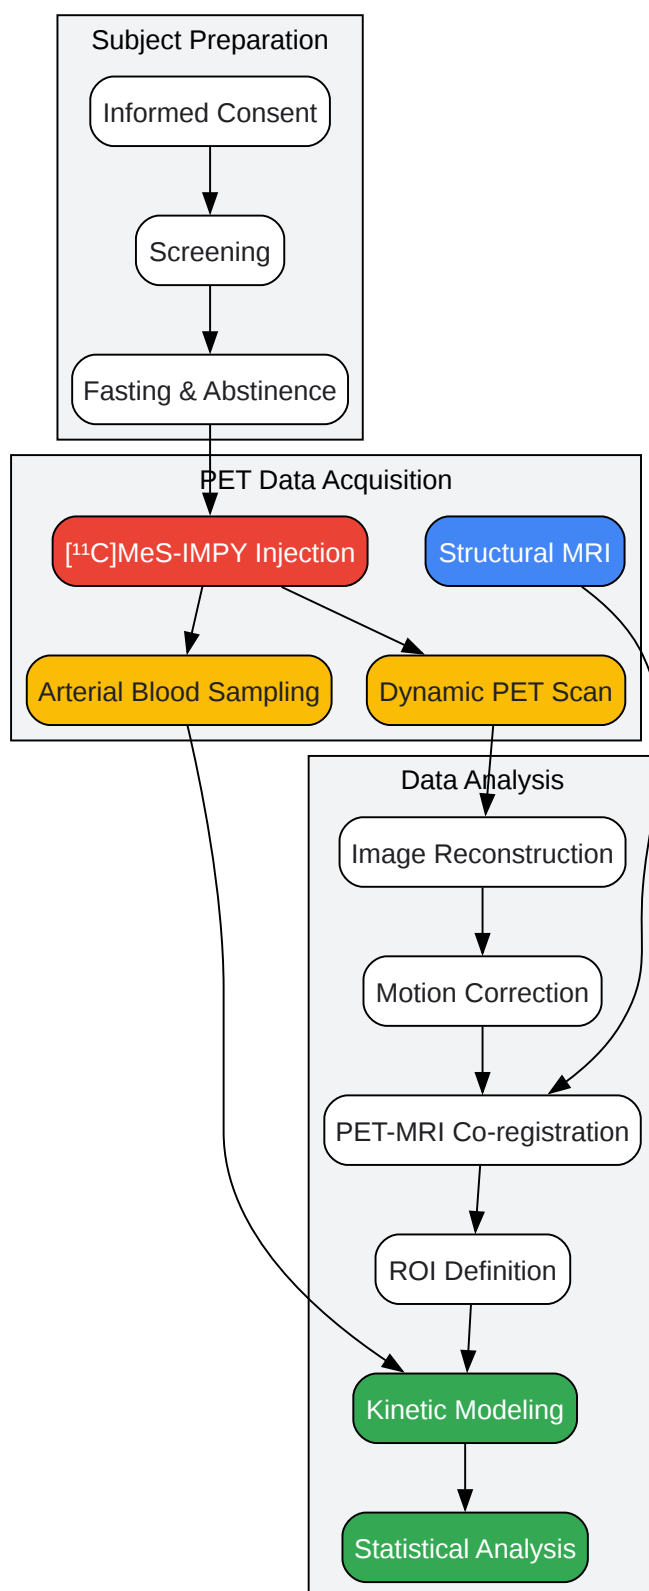 Subject Preparation
Informed Consent
Screening
Fasting & Abstinence
PET Data Acquisition
[¹¹C]MeS-IMPY Injection
Structural MRI
Arterial Blood Sampling
Dynamic PET Scan
Data Analysis
Image Reconstruction
Motion Correction
PET-MRI Co-registration
ROI Definition
Kinetic Modeling
Statistical Analysis